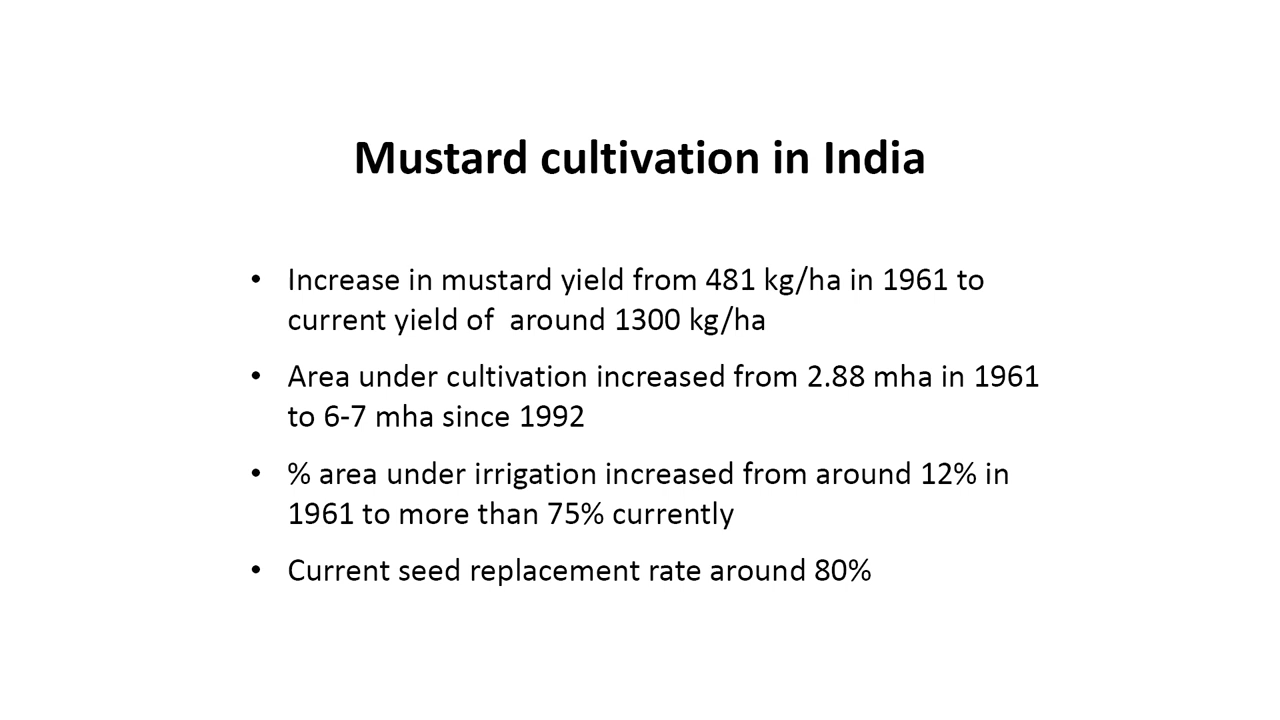 Mustard cultivation in India
• Increase in mustard yield from 481 kg/ha in 1961 to
current yield of  around 1300 kg/ha
• Area under cultivation increased from 2.88 mha in 1961
to 6-7 mha since 1992
• % area under irrigation increased from around 12% in
1961 to more than 75% currently
• Current seed replacement rate around 80%